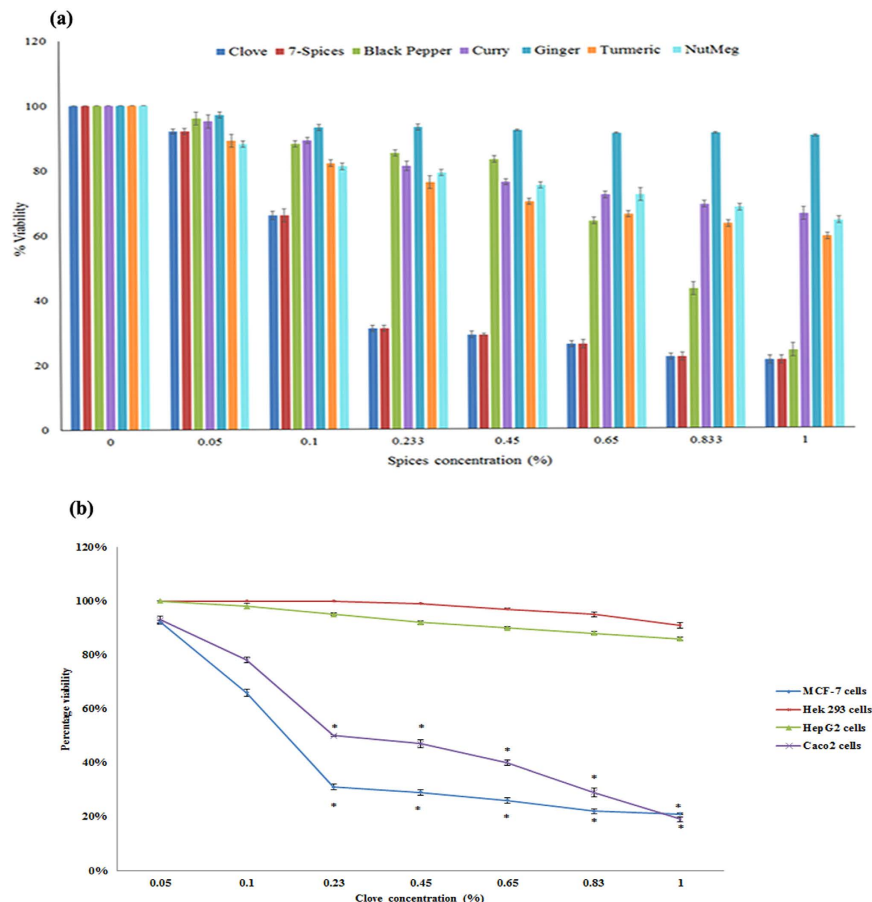 (a)
120
Clove 7-Spices Black Pepper Curry Ginger Turmeric NutMeg
100
80
60
40
20
0
% Viability
0 0.05 0.1 0.233 0.45 0.65 0.833 1
Spices concentration (%)
(b)
120%
100%
80%
60%
40%
20%
0%
Percentage viability
* *
*
*
*
* * * * *
MCF-7 cells
Hek 293 cells
HepG2 cells
Caco2 cells
0.05 0.1 0.23 0.45 0.65 0.83 1
Clove concentration (%)